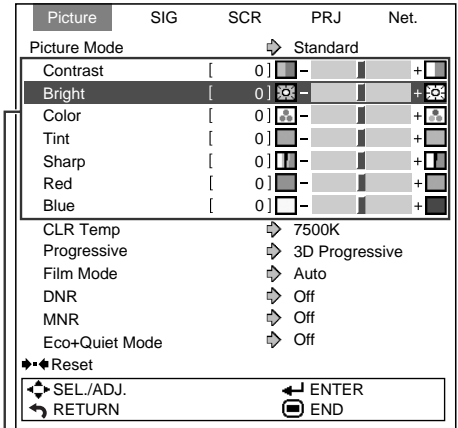 Picture SIG SCR PRJ Net.
Picture Mode Standard
Contrast [ 0] - +
Bright [ 0] - +
Color [ 0] - +
Tint [ 0] - +
Sharp [ 0] - +
Red [ 0] - +
Blue [ 0] - +
CLR Temp 7500K
Progressive 3D Progressive
Film Mode Auto
DNR Off
MNR Off
Eco+Quiet Mode Off
Reset
SEL./ADJ. ENTER
RETURN END